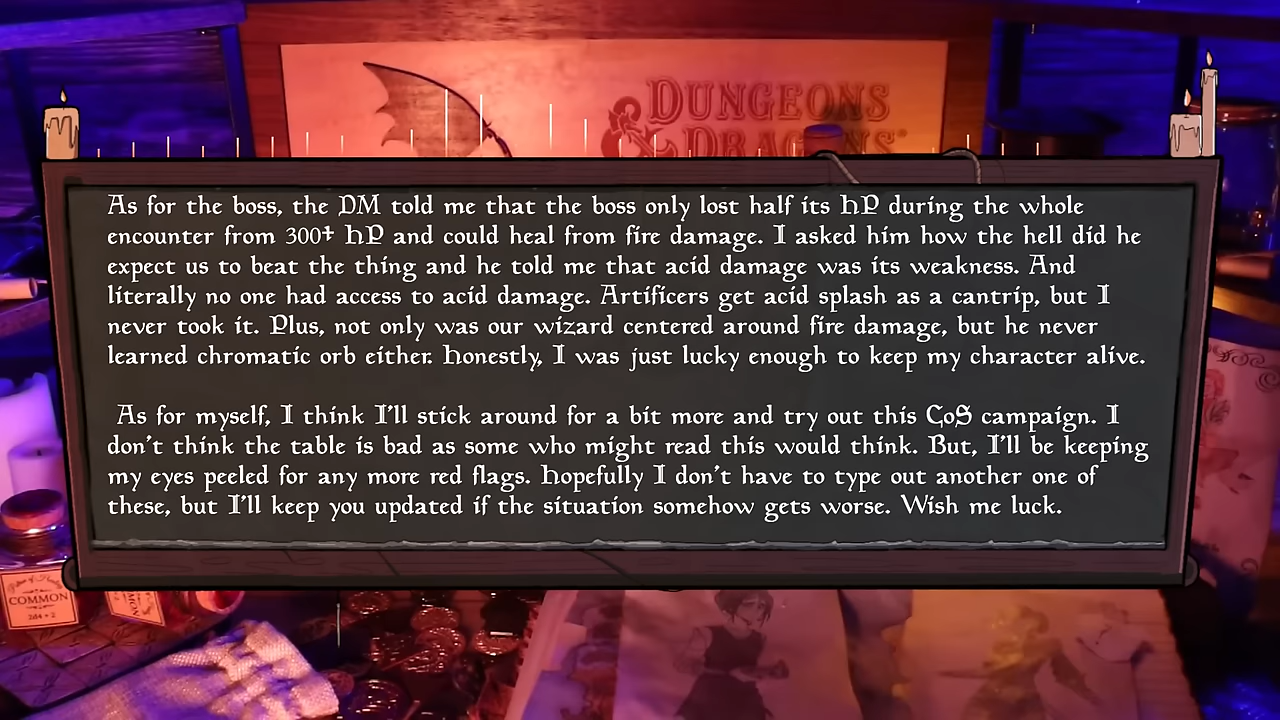 DUNGEONS
& DRAGONS
As for the boss, the DM told me that the boss only lost half its HP during the whole
encounter from 300+ HP and could heal from fire damage. I asked him how the hell did he
expect us to beat the thing and he told me that acid damage was its weakness. And
literally no one had access to acid damage. Artificers get acid splash as a cantrip, but I
never took it. Plus, not only was our wizard centered around fire damage, but he never
learned chromatic orb either. Honestly, I was just lucky enough to keep my character alive.
As for myself, I think I'll stick around for a bit more and try out this CoS campaign. I
don't think the table is bad as some who might read this would think. But, I'll be keeping
my eyes peeled for any more red flags. Hopefully I don't have to type out another one of
these, but I'll keep you updated if the situation somehow gets worse. Wish me luck.
COMMON
2d4+2